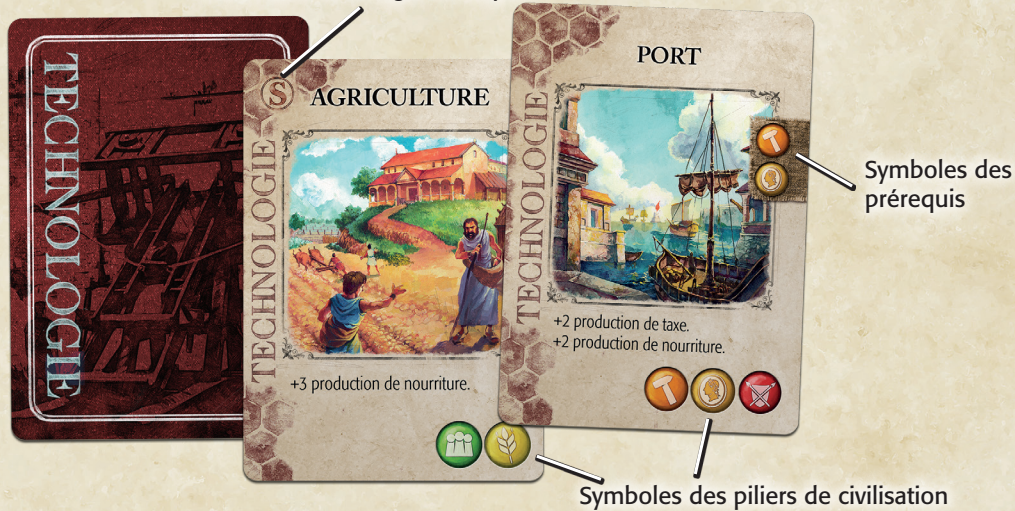 TECHNOLOGIE
S
AGRICULTURE
TECHNOLOGIE
+3 production de nourriture.
PORT
TECHNOLOGIE
+2 production de taxe.
+2 production de nourriture.
Symboles des
prérequis
Symboles des piliers de civilisation